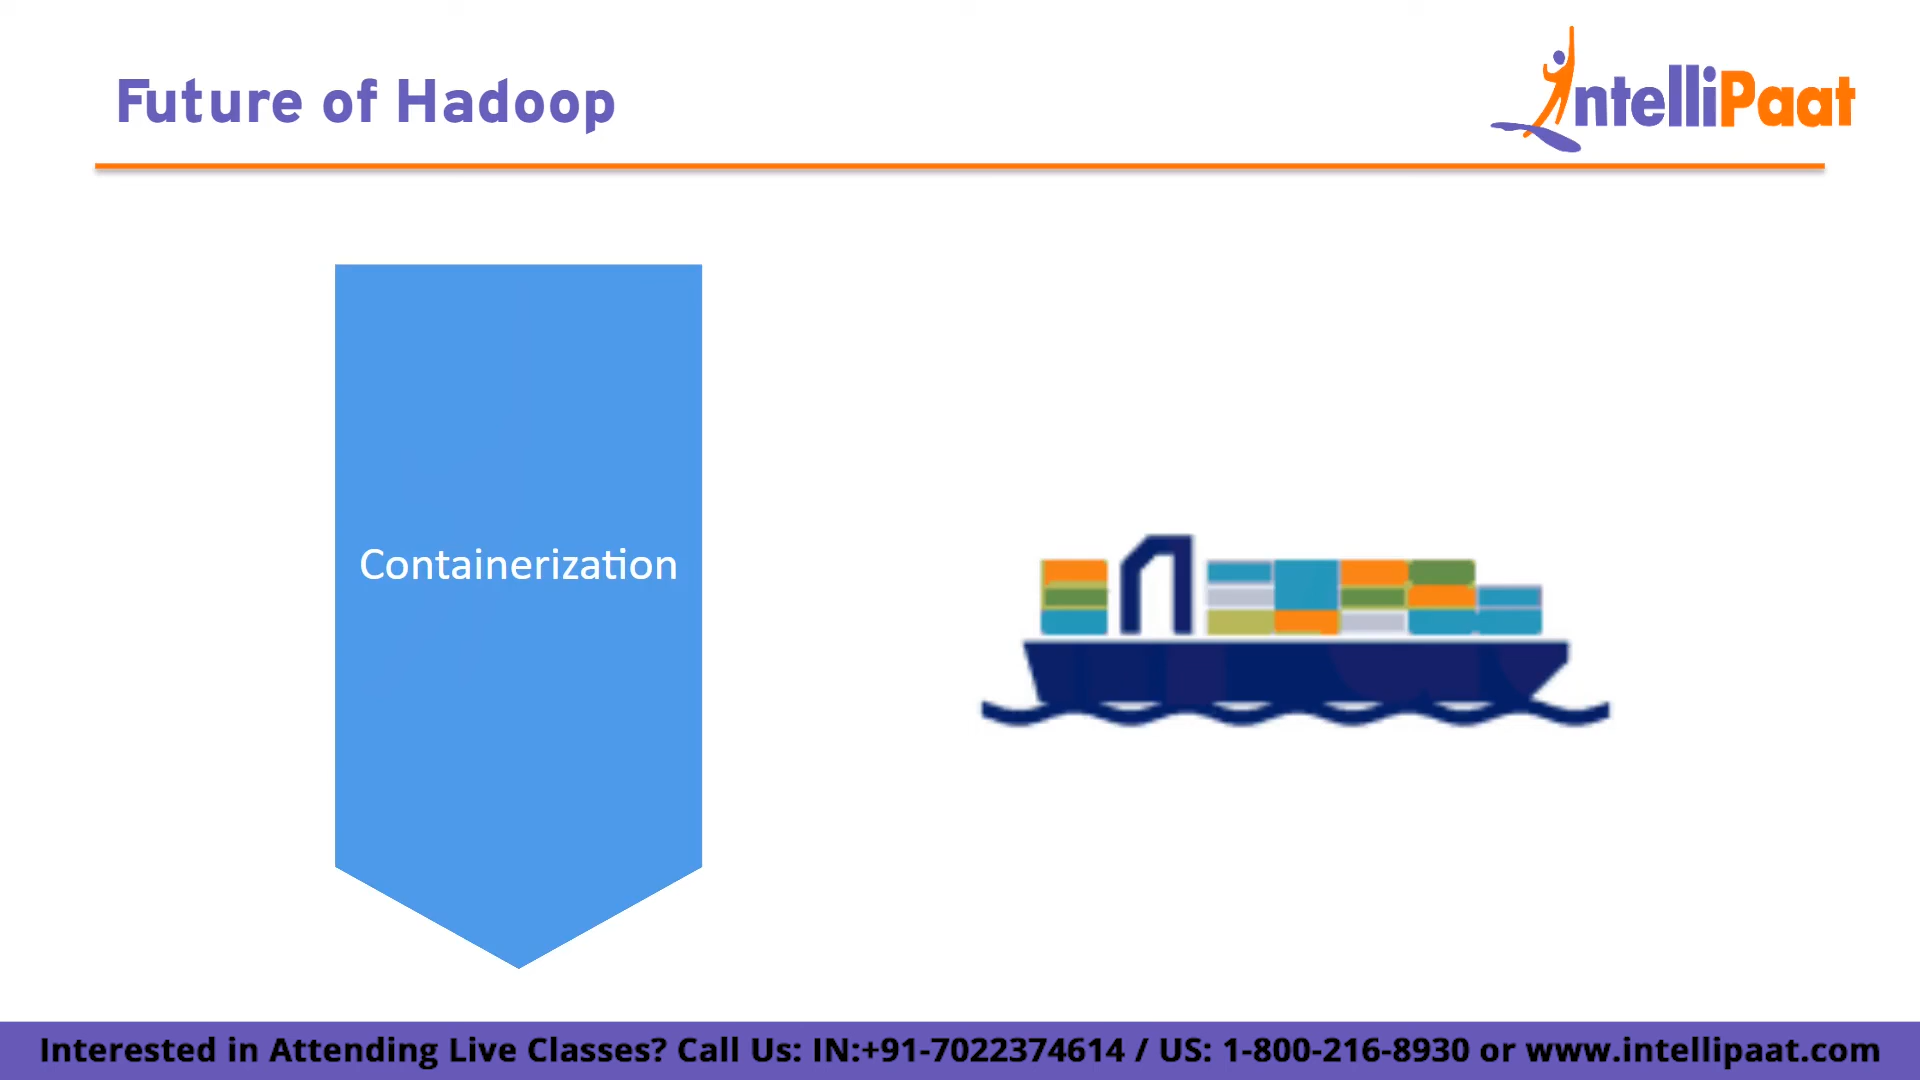 Future of Hadoop
IntelliPaat
Containerization
Interested in Attending Live Classes? Call Us: IN:+91-7022374614 / US: 1-800-216-8930 or www.intellipaat.com